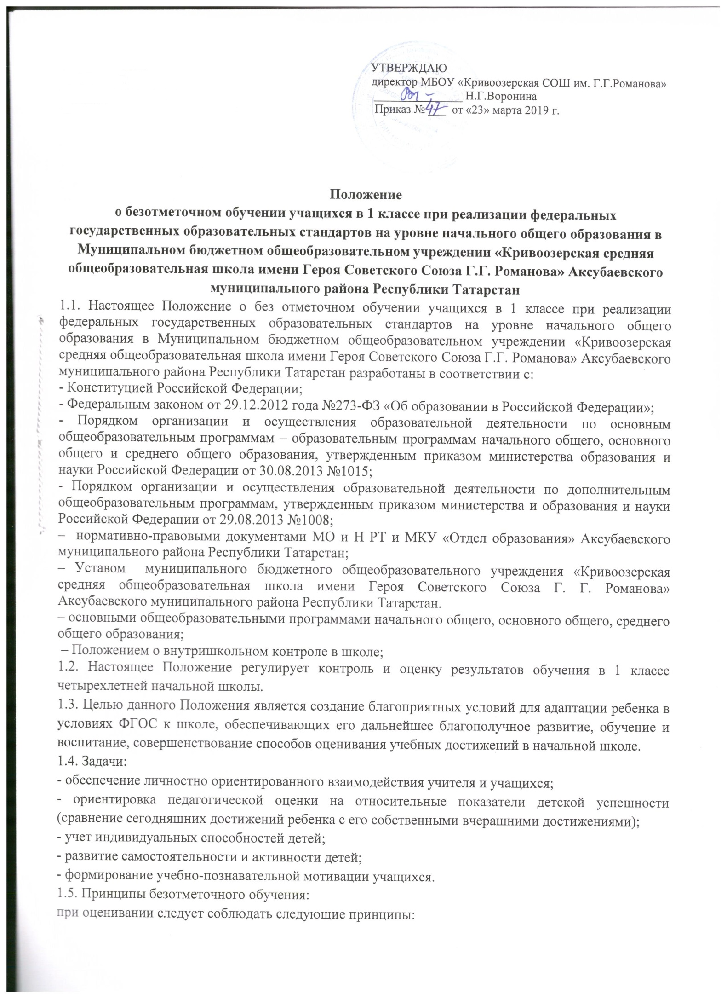 УТВЕРЖДАЮ
директор МБОУ «Кривоозерская СОШ им. Г.Г.Романова»
______________ Н.Г.Воронина
Приказ № 47 от «23» марта 2019 г.
Положение
о безотметочном обучении учащихся в 1 классе при реализации федеральных
государственных образовательных стандартов на уровне начального общего образования в
Муниципальном бюджетном общеобразовательном учреждении «Кривоозерская средняя
общеобразовательная школа имени Героя Советского Союза Г.Г. Романова» Аксубаевского
муниципального района Республики Татарстан
1.1. Настоящее Положение о без отметочном обучении учащихся в 1 классе при реализации
федеральных государственных образовательных стандартов на уровне начального общего
образования в Муниципальном бюджетном общеобразовательном учреждении «Кривоозерская
средняя общеобразовательная школа имени Героя Советского Союза Г.Г. Романова» Аксубаевского
муниципального района Республики Татарстан разработаны в соответствии с:
- Конституцией Российской Федерации;
- Федеральным законом от 29.12.2012 года №273-ФЗ «Об образовании в Российской Федерации»;
- Порядком организации и осуществления образовательной деятельности по основным
общеобразовательным программам – образовательным программам начального общего, основного
общего и среднего общего образования, утвержденным приказом министерства образования и
науки Российской Федерации от 30.08.2013 №1015;
- Порядком организации и осуществления образовательной деятельности по дополнительным
общеобразовательным программам, утвержденным приказом министерства и образования и науки
Российской Федерации от 29.08.2013 №1008;
– нормативно-правовыми документами МО и Н РТ и МКУ «Отдел образования» Аксубаевского
муниципального района Республики Татарстан;
– Уставом муниципального бюджетного общеобразовательного учреждения «Кривоозерская
средняя общеобразовательная школа имени Героя Советского Союза Г. Г. Романова»
Аксубаевского муниципального района Республики Татарстан.
– основными общеобразовательными программами начального общего, основного общего, среднего
общего образования;
– Положением о внутришкольном контроле в школе;
1.2. Настоящее Положение регулирует контроль и оценку результатов обучения в 1 классе
четырехлетней начальной школы.
1.3. Целью данного Положения является создание благоприятных условий для адаптации ребенка в
условиях ФГОС к школе, обеспечивающих его дальнейшее благополучное развитие, обучение и
воспитание, совершенствование способов оценивания учебных достижений в начальной школе.
1.4. Задачи:
- обеспечение личностно ориентированного взаимодействия учителя и учащихся;
- ориентировка педагогической оценки на относительные показатели детской успешности
(сравнение сегодняшних достижений ребенка с его собственными вчерашними достижениями);
- учет индивидуальных способностей детей;
- развитие самостоятельности и активности детей;
- формирование учебно-познавательной мотивации учащихся.
1.5. Принципы безотметочного обучения:
при оценивании следует соблюдать следующие принципы: